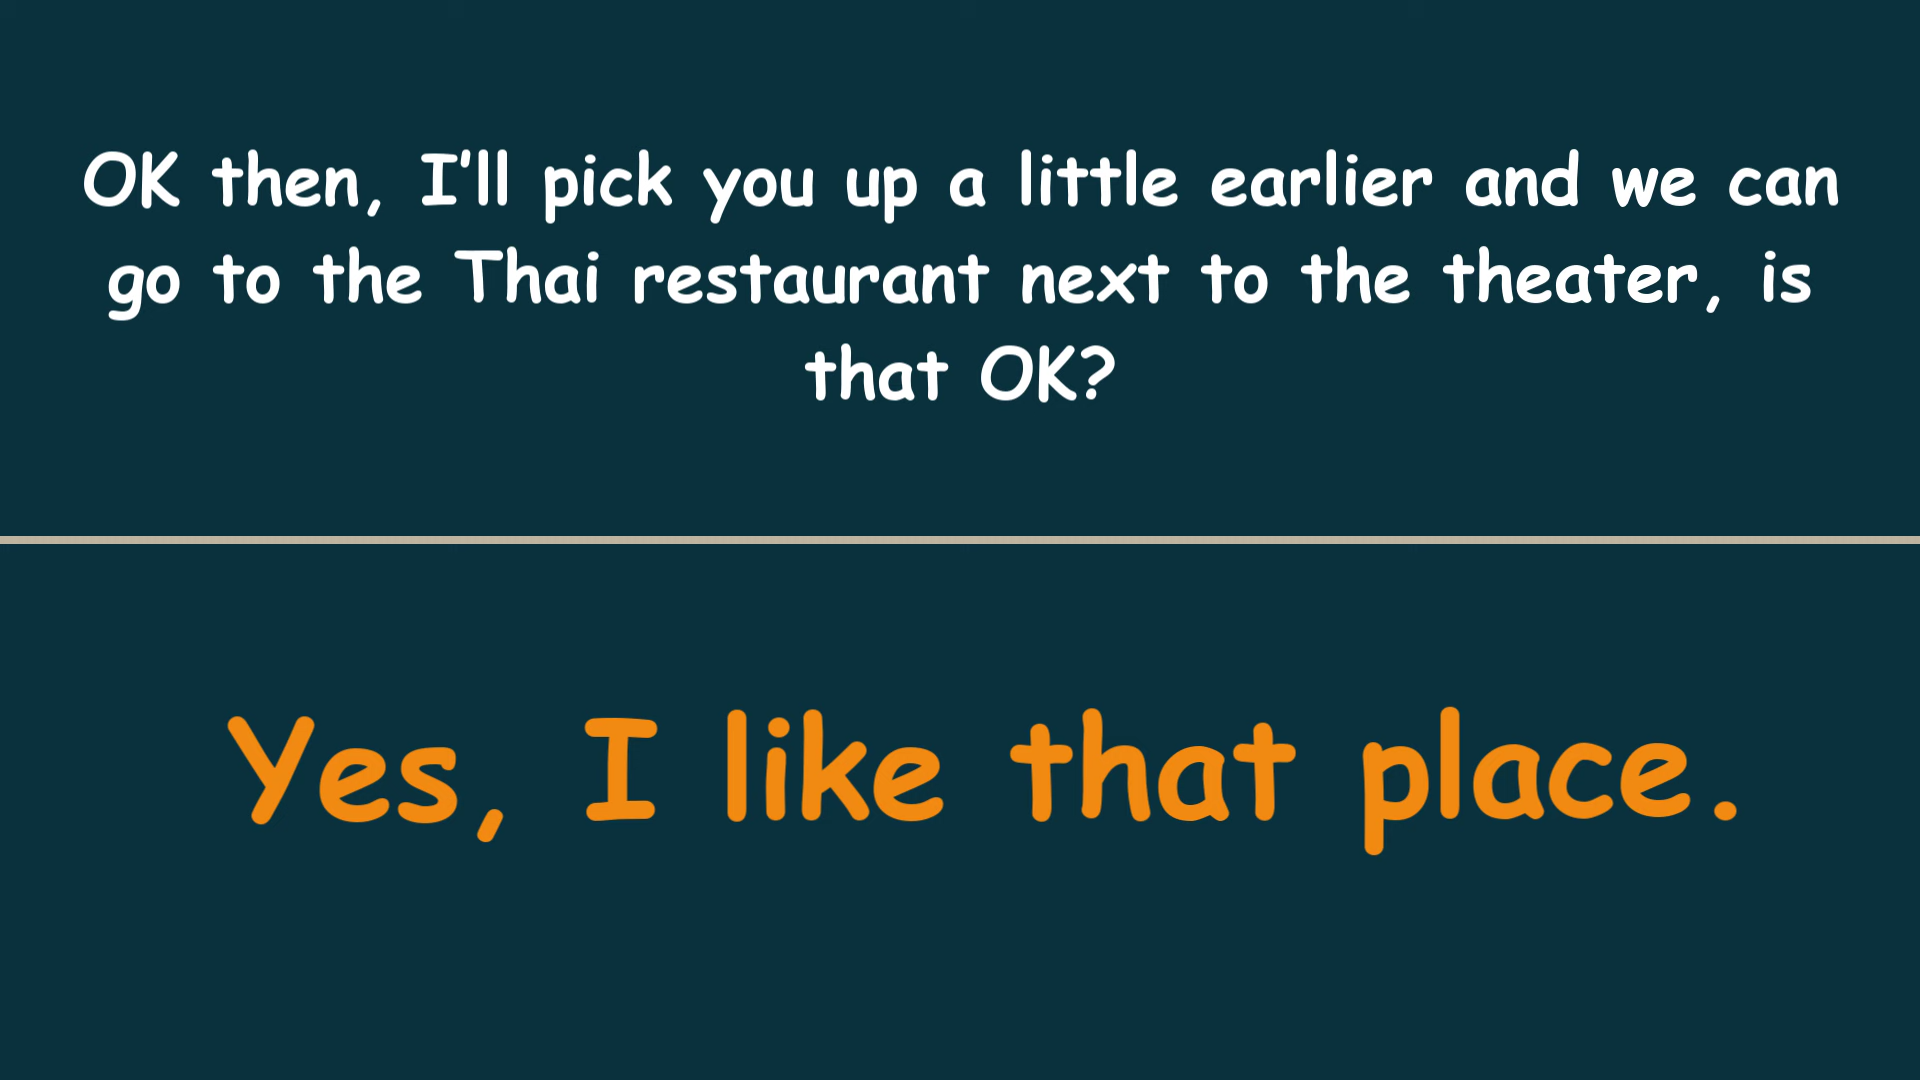 OK then, I'll pick you up a little earlier and we can
go to the Thai restaurant next to the theater, is
that OK?
Yes, I like that place.